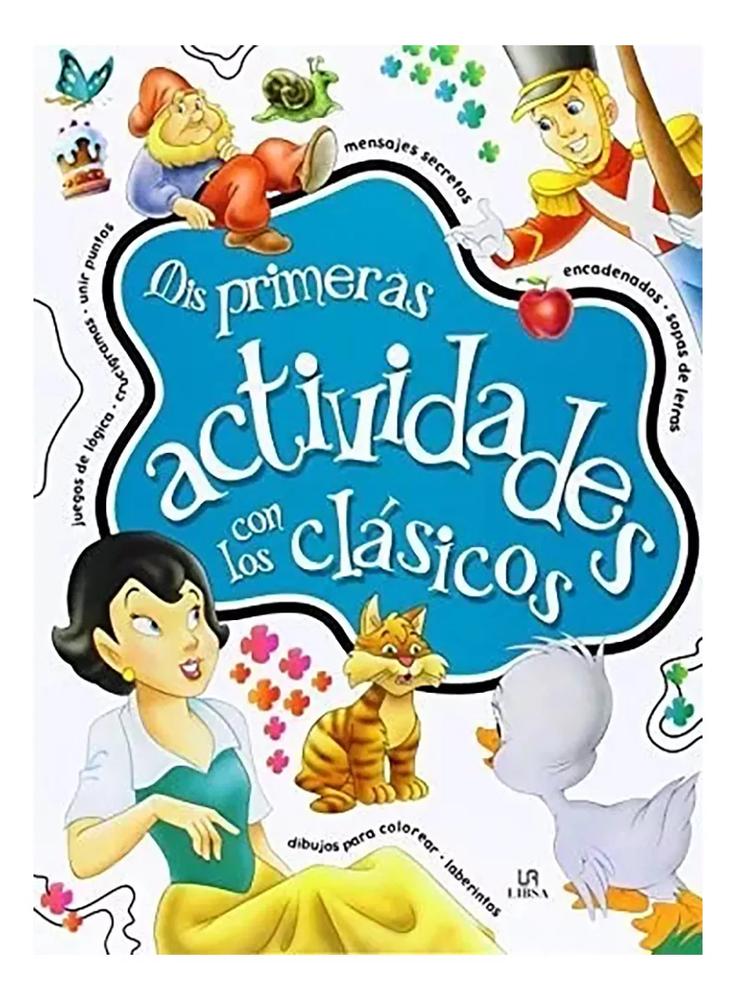 mensajes secretos
encadenados · sopas de letras
juegos de lógica · crucigramas · unir puntos
Mis primeras
actividades
con
los clásicos
dibujos para colorear · laberintos
LIBSA